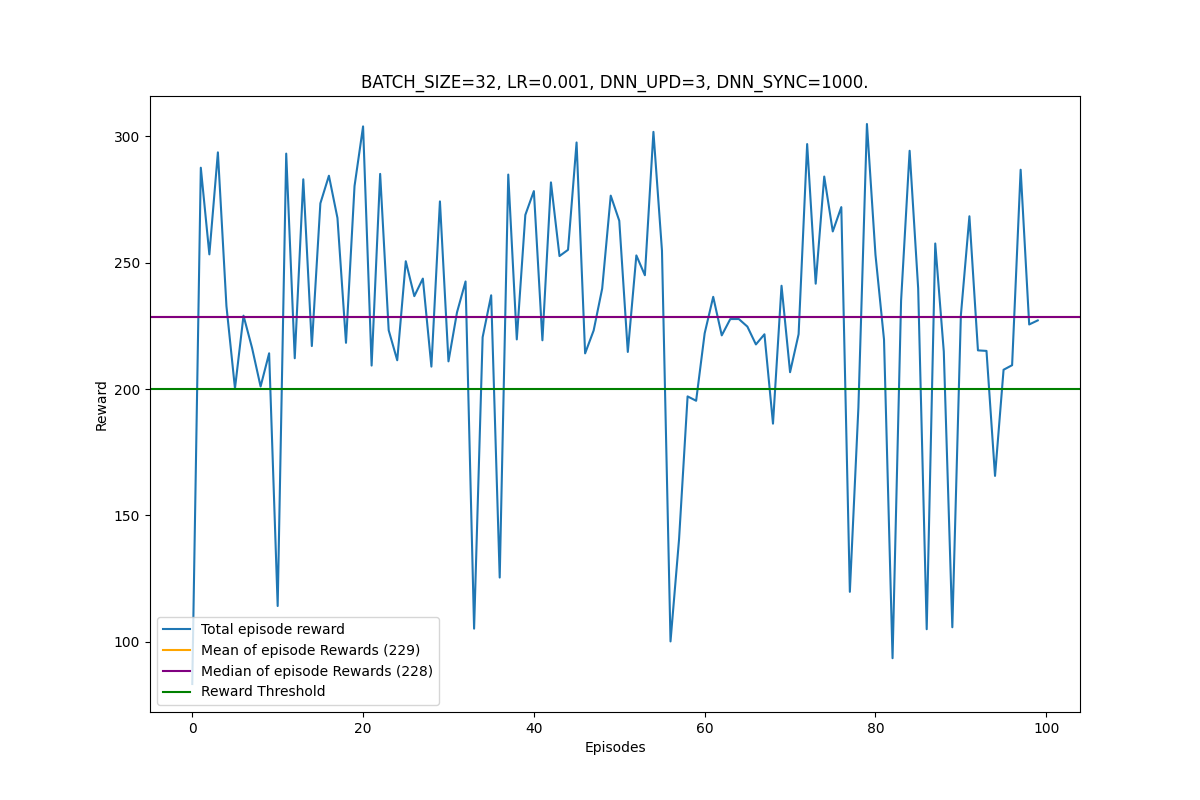 BATCH_SIZE=32, LR=0.001, DNN_UPD=3, DNN_SYNC=1000.
300
250
200
150
100
Reward
Total episode reward
Mean of episode Rewards (229)
Median of episode Rewards (228)
Reward Threshold
0 20 40 60 80 100
Episodes